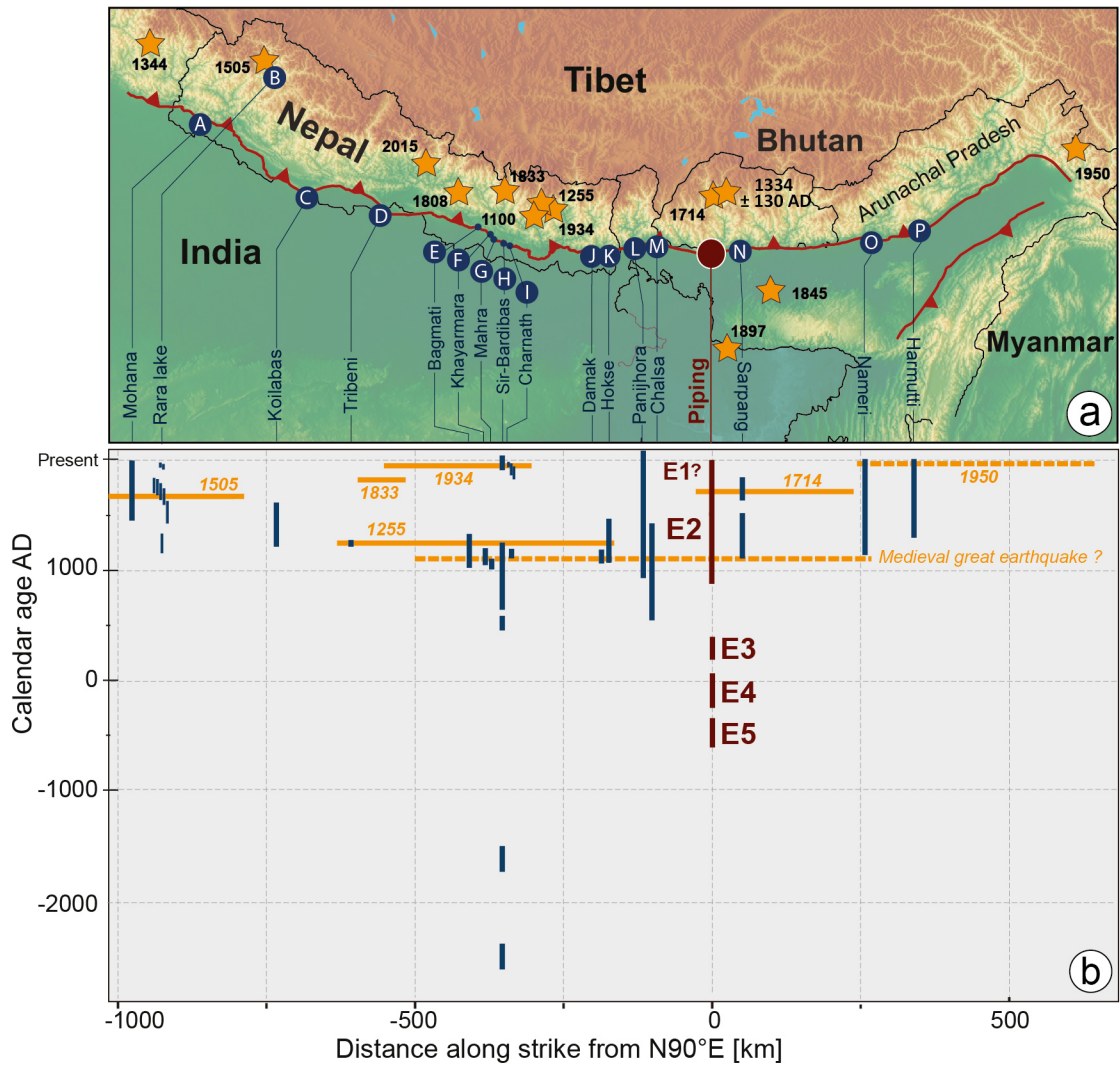 1344
1505
B
Tibet
Nepal
A
2015
1833
1808
1255
1100
1934
C
D
India
Bhutan
1714
1334
± 130 AD
Arunachal Pradesh
1950
E
F
G
H
I
J
K
L
M
N
O
P
1845
1897
Myanmar
Mohana
Rara lake
Koilabas
Tribeni
Bagmati
Khayarmara
Mahra
Sir-Bardibas
Charnath
Damak
Hokse
Panijhora
Chalsa
Piping
Sarpang
Nameri
Harmutti
a
Present
1505
1833
1934
E1?
1714
1950
1255
E2
Medieval great earthquake ?
1000
E3
0
E4
E5
-1000
-2000
Calendar age AD
b
-1000
-500
0
500
Distance along strike from N90°E [km]